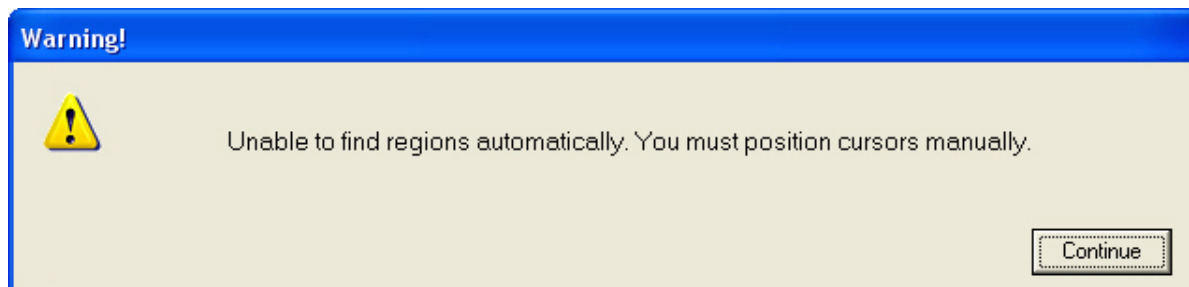 Warning!
Unable to find regions automatically. You must position cursors manually.
Continue